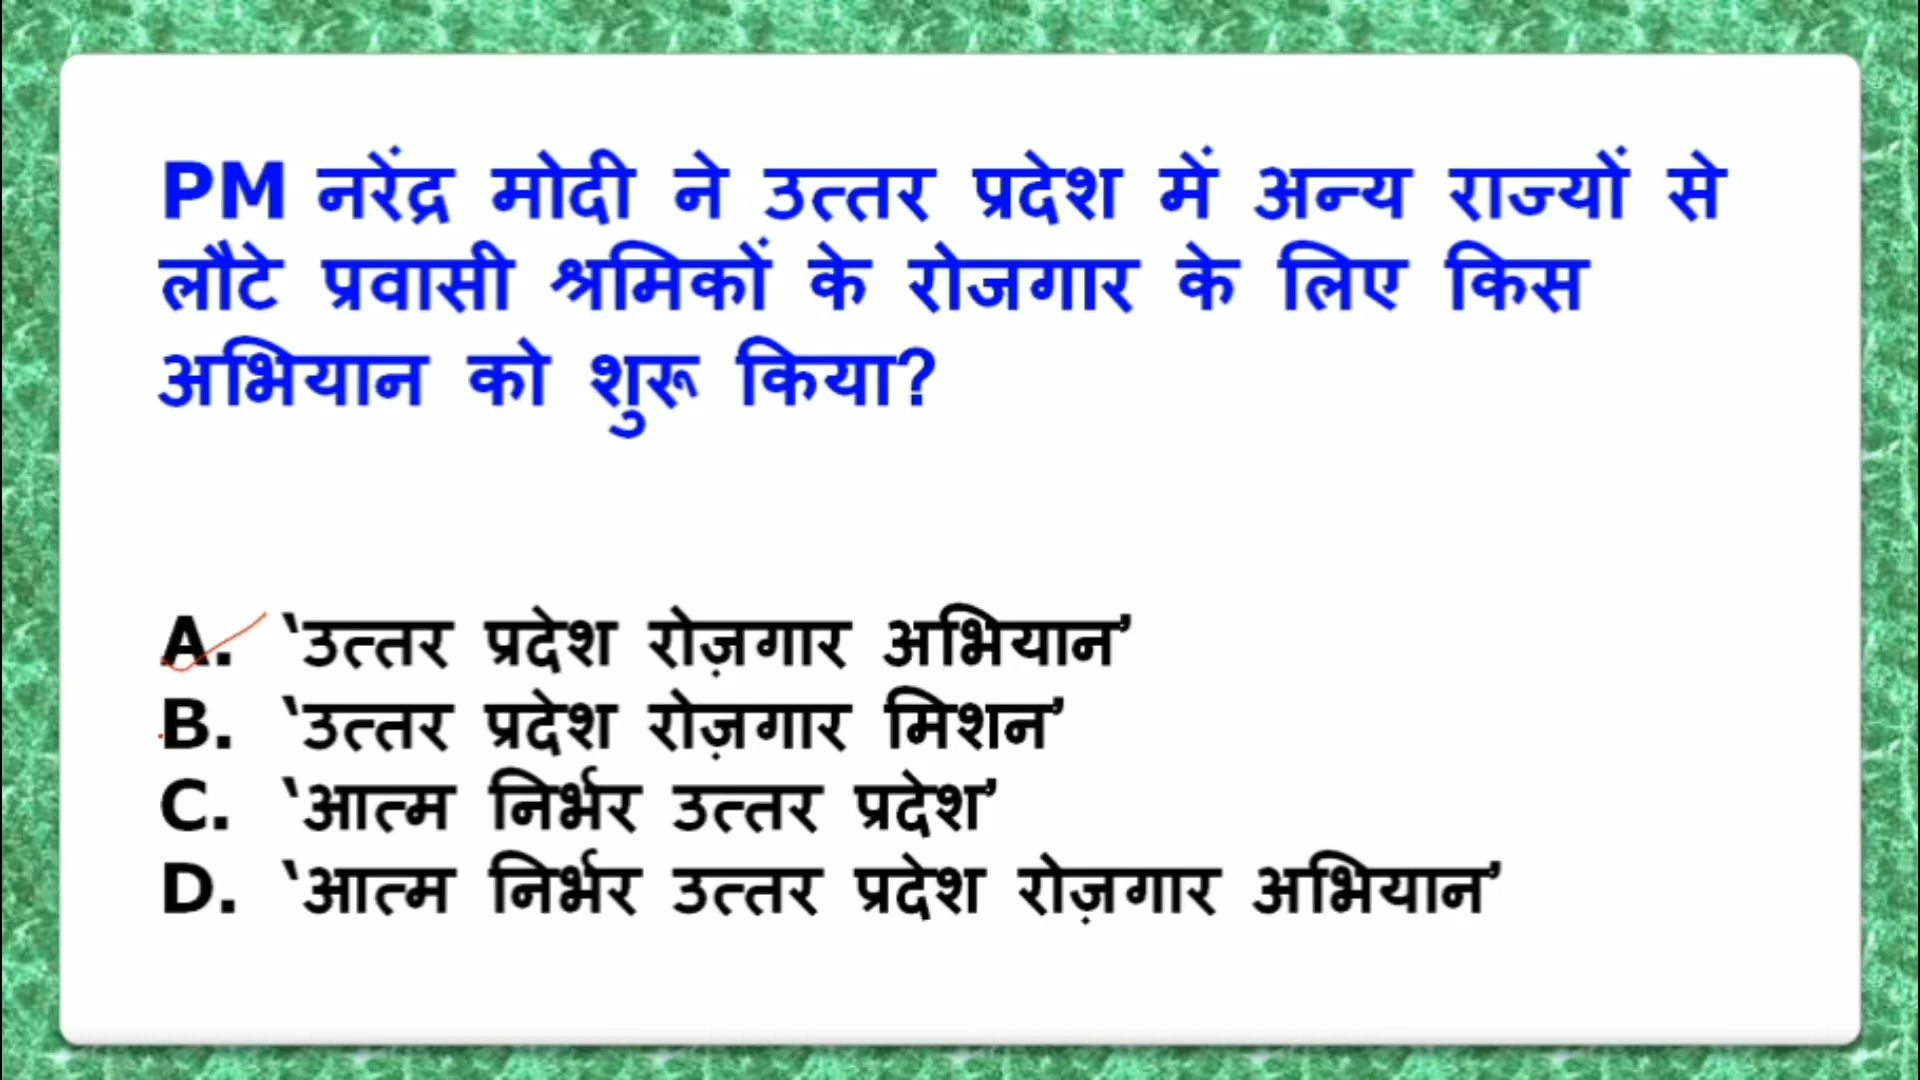 PM नरेंद्र मोदी ने उत्तर प्रदेश में अन्य राज्यों से
लौटे प्रवासी श्रमिकों के रोजगार के लिए किस
अभियान को शुरू किया?
A. ‘उत्तर प्रदेश रोज़गार अभियान’
B. ‘उत्तर प्रदेश रोज़गार मिशन’
C. ‘आत्म निर्भर उत्तर प्रदेश’
D. ‘आत्म निर्भर उत्तर प्रदेश रोज़गार अभियान’